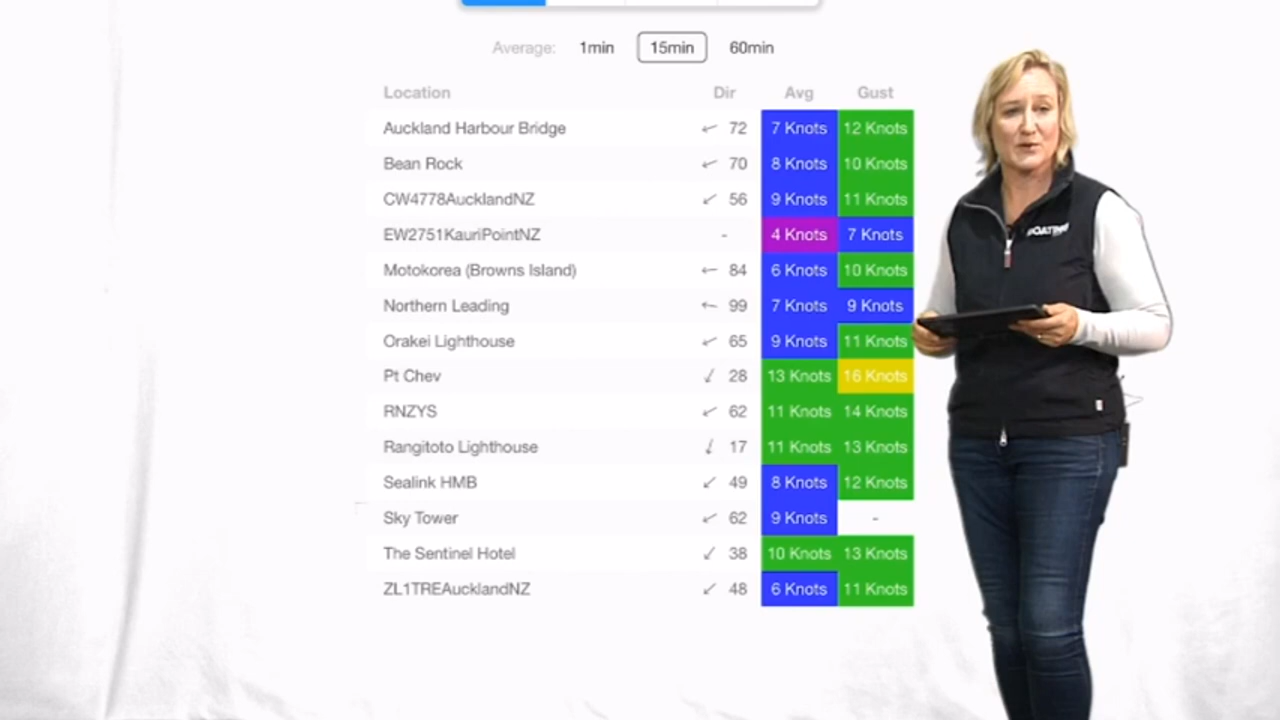 Average: 1min 15min 60min
Location Dir Avg Gust
Auckland Harbour Bridge 72 7 Knots 12 Knots
Bean Rock 70 8 Knots 10 Knots
CW4778AucklandNZ 56 9 Knots 11 Knots
EW2751KauriPointNZ - 4 Knots 7 Knots
Motokorea (Browns Island) 84 6 Knots 10 Knots
Northern Leading 99 7 Knots 9 Knots
Orakei Lighthouse 65 9 Knots 11 Knots
Pt Chev 28 13 Knots 16 Knots
RNZYS 62 11 Knots 14 Knots
Rangitoto Lighthouse 17 11 Knots 13 Knots
Sealink HMB 49 8 Knots 12 Knots
Sky Tower 62 9 Knots -
The Sentinel Hotel 38 10 Knots 13 Knots
ZL1TREAucklandNZ 48 6 Knots 11 Knots
BOATING